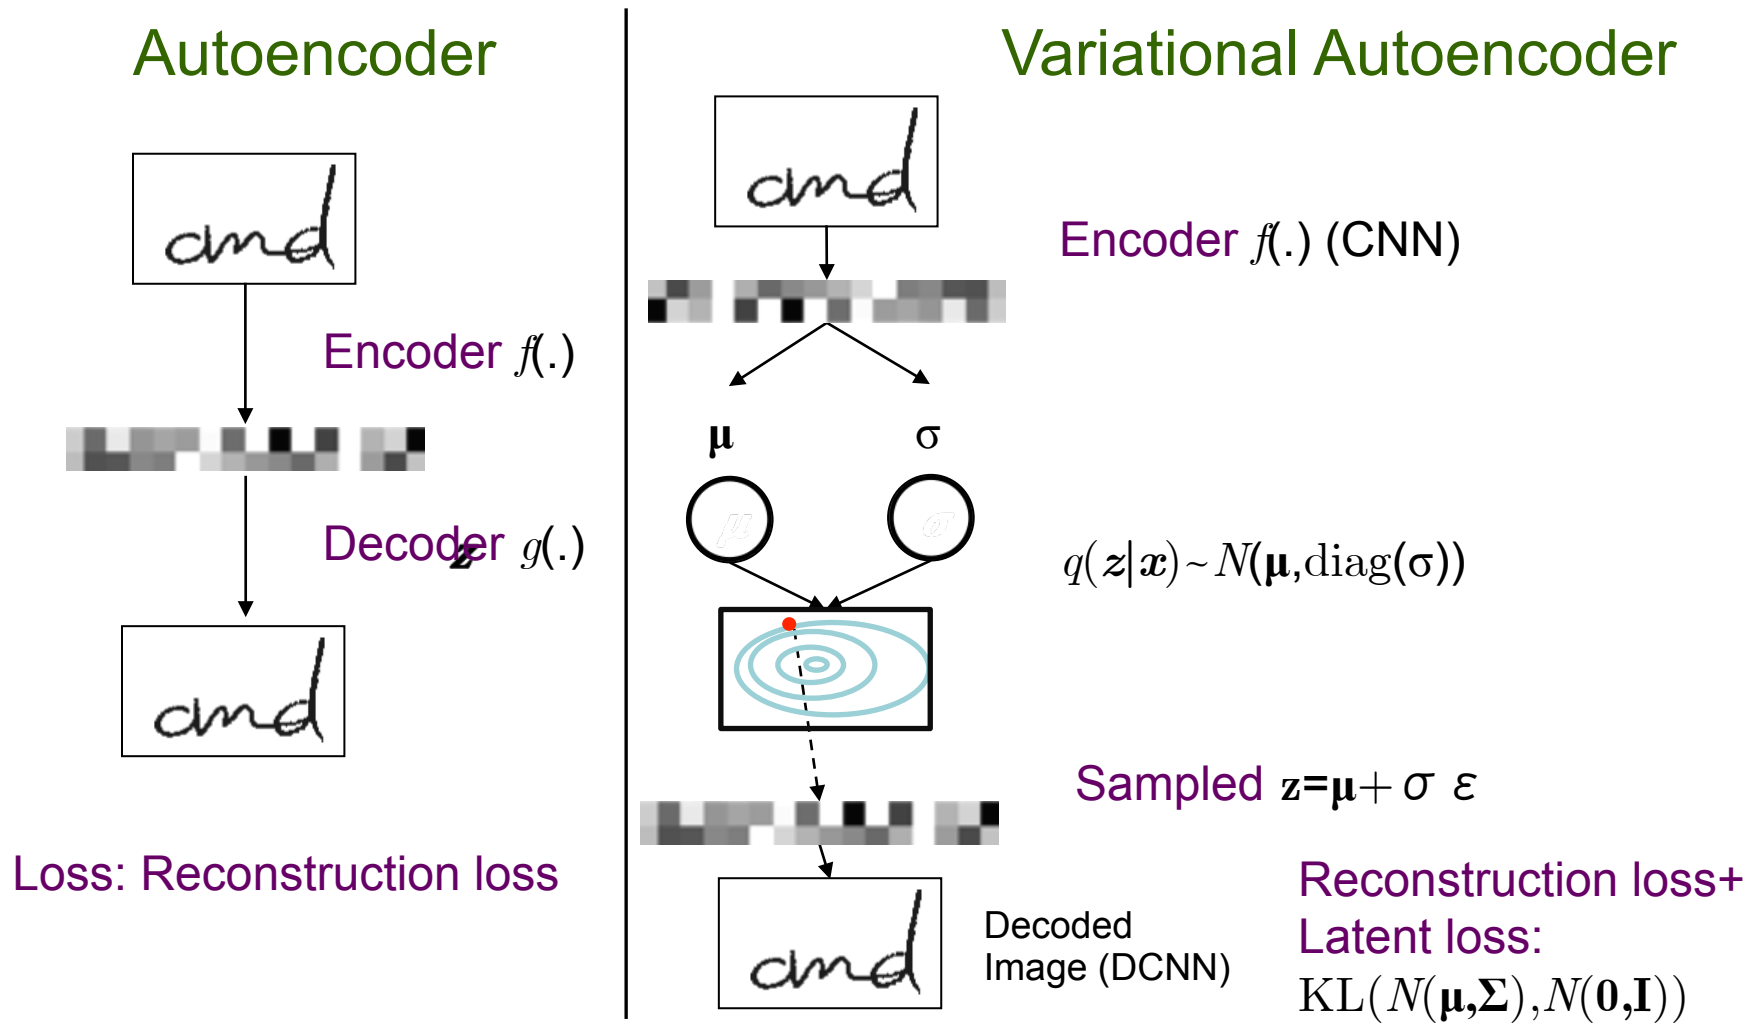 Autoencoder
and
Encoder f(.)
Decoder g(.)
z
and
Loss: Reconstruction loss
Variational Autoencoder
and
Encoder f(.) (CNN)
μ σ
μ σ
q(z|x)~N(μ,diag(σ))
Sampled z=μ+σ ε
and
Decoded
Image (DCNN)
Reconstruction loss+
Latent loss:
KL(N(μ,Σ),N(0,I))